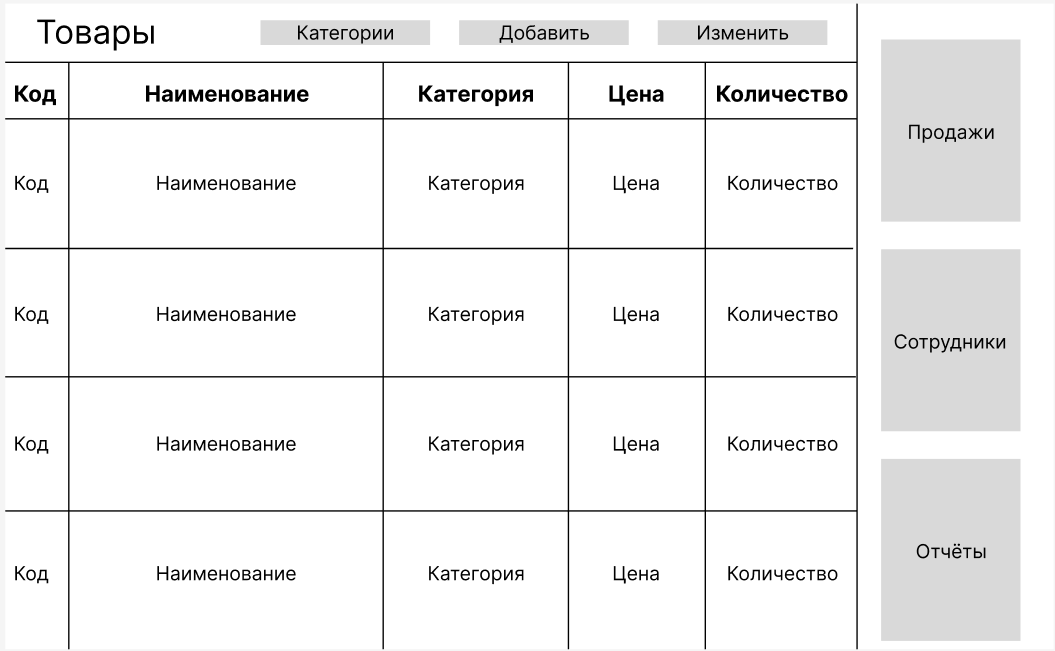 Товары Категории Добавить Изменить
Код Наименование Категория Цена Количество
Код Наименование Категория Цена Количество
Код Наименование Категория Цена Количество
Код Наименование Категория Цена Количество
Код Наименование Категория Цена Количество
Продажи
Сотрудники
Отчёты